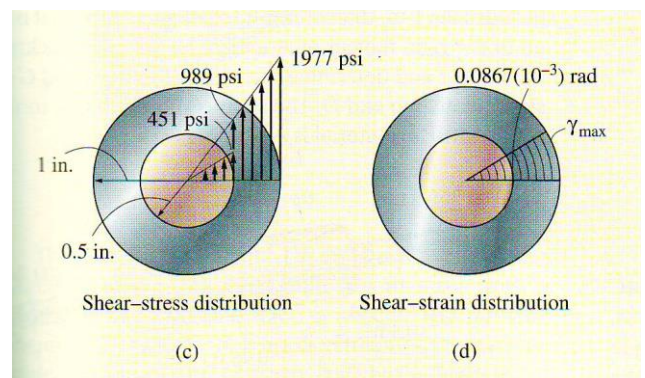 1977 psi
989 psi
451 psi
1 in.
0.5 in.
Shear–stress distribution
(c)
0.0867(10⁻³) rad
γmax
Shear–strain distribution
(d)